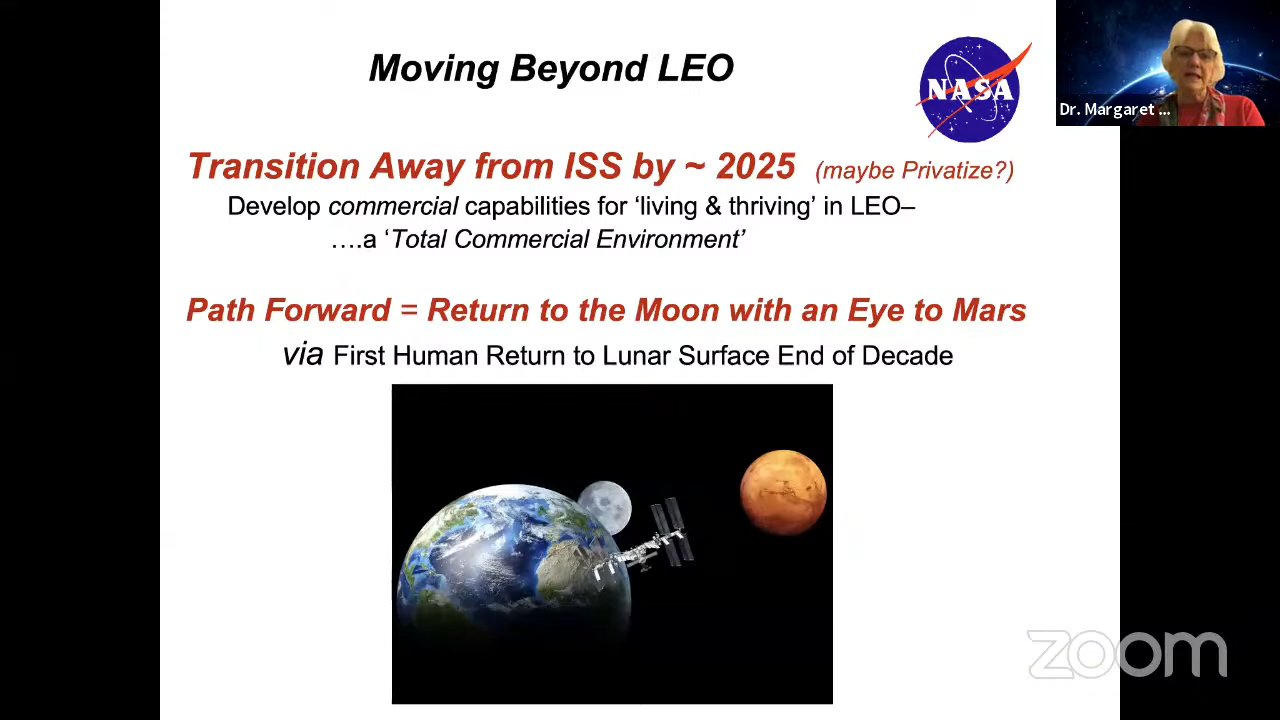 Moving Beyond LEO
NASA
Dr. Margaret ...
Transition Away from ISS by ~ 2025 (maybe Privatize?)
Develop commercial capabilities for ‘living & thriving’ in LEO–
….a ‘Total Commercial Environment’
Path Forward = Return to the Moon with an Eye to Mars
via First Human Return to Lunar Surface End of Decade
zoom